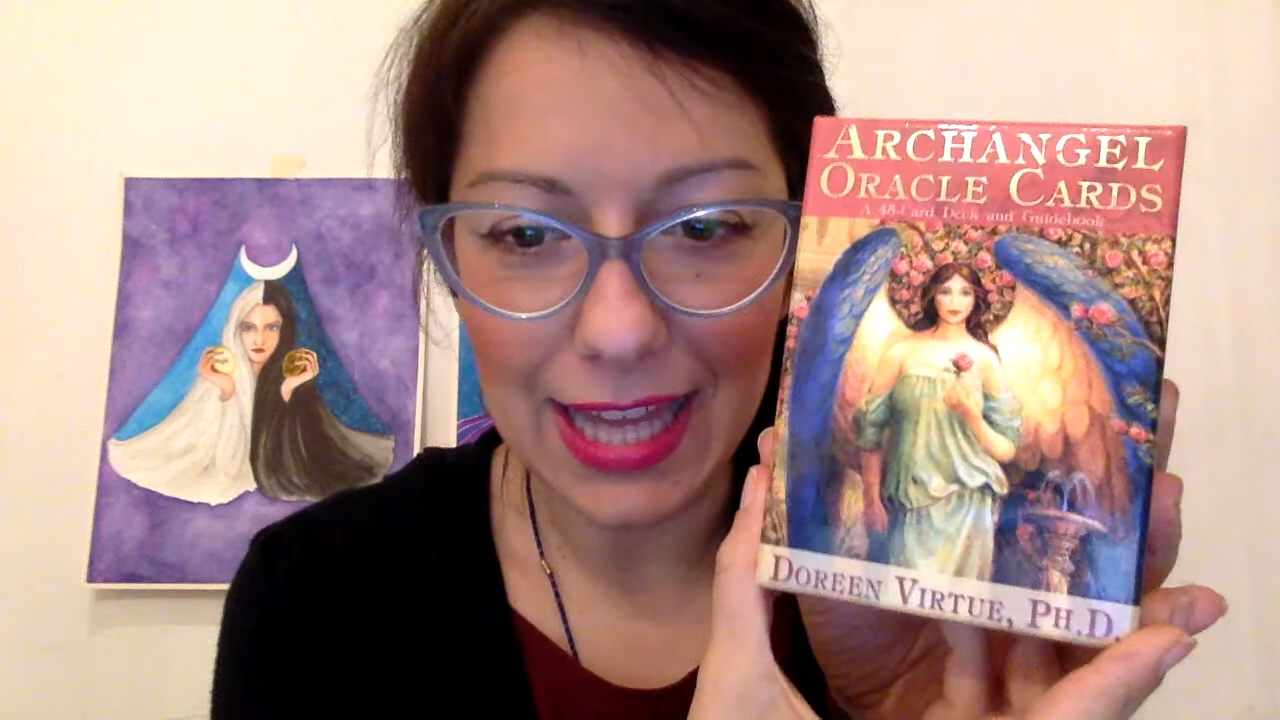 ARCHANGEL
ORACLE CARDS
A 45-Card Deck and Guidebook
DOREEN VIRTUE, PH.D.